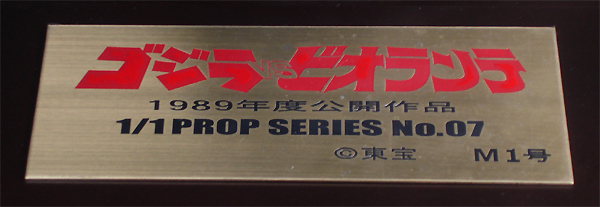 ゴジラvsビオランテ
1989年度公開作品
1/1 PROP SERIES No.07
©東宝 M1号